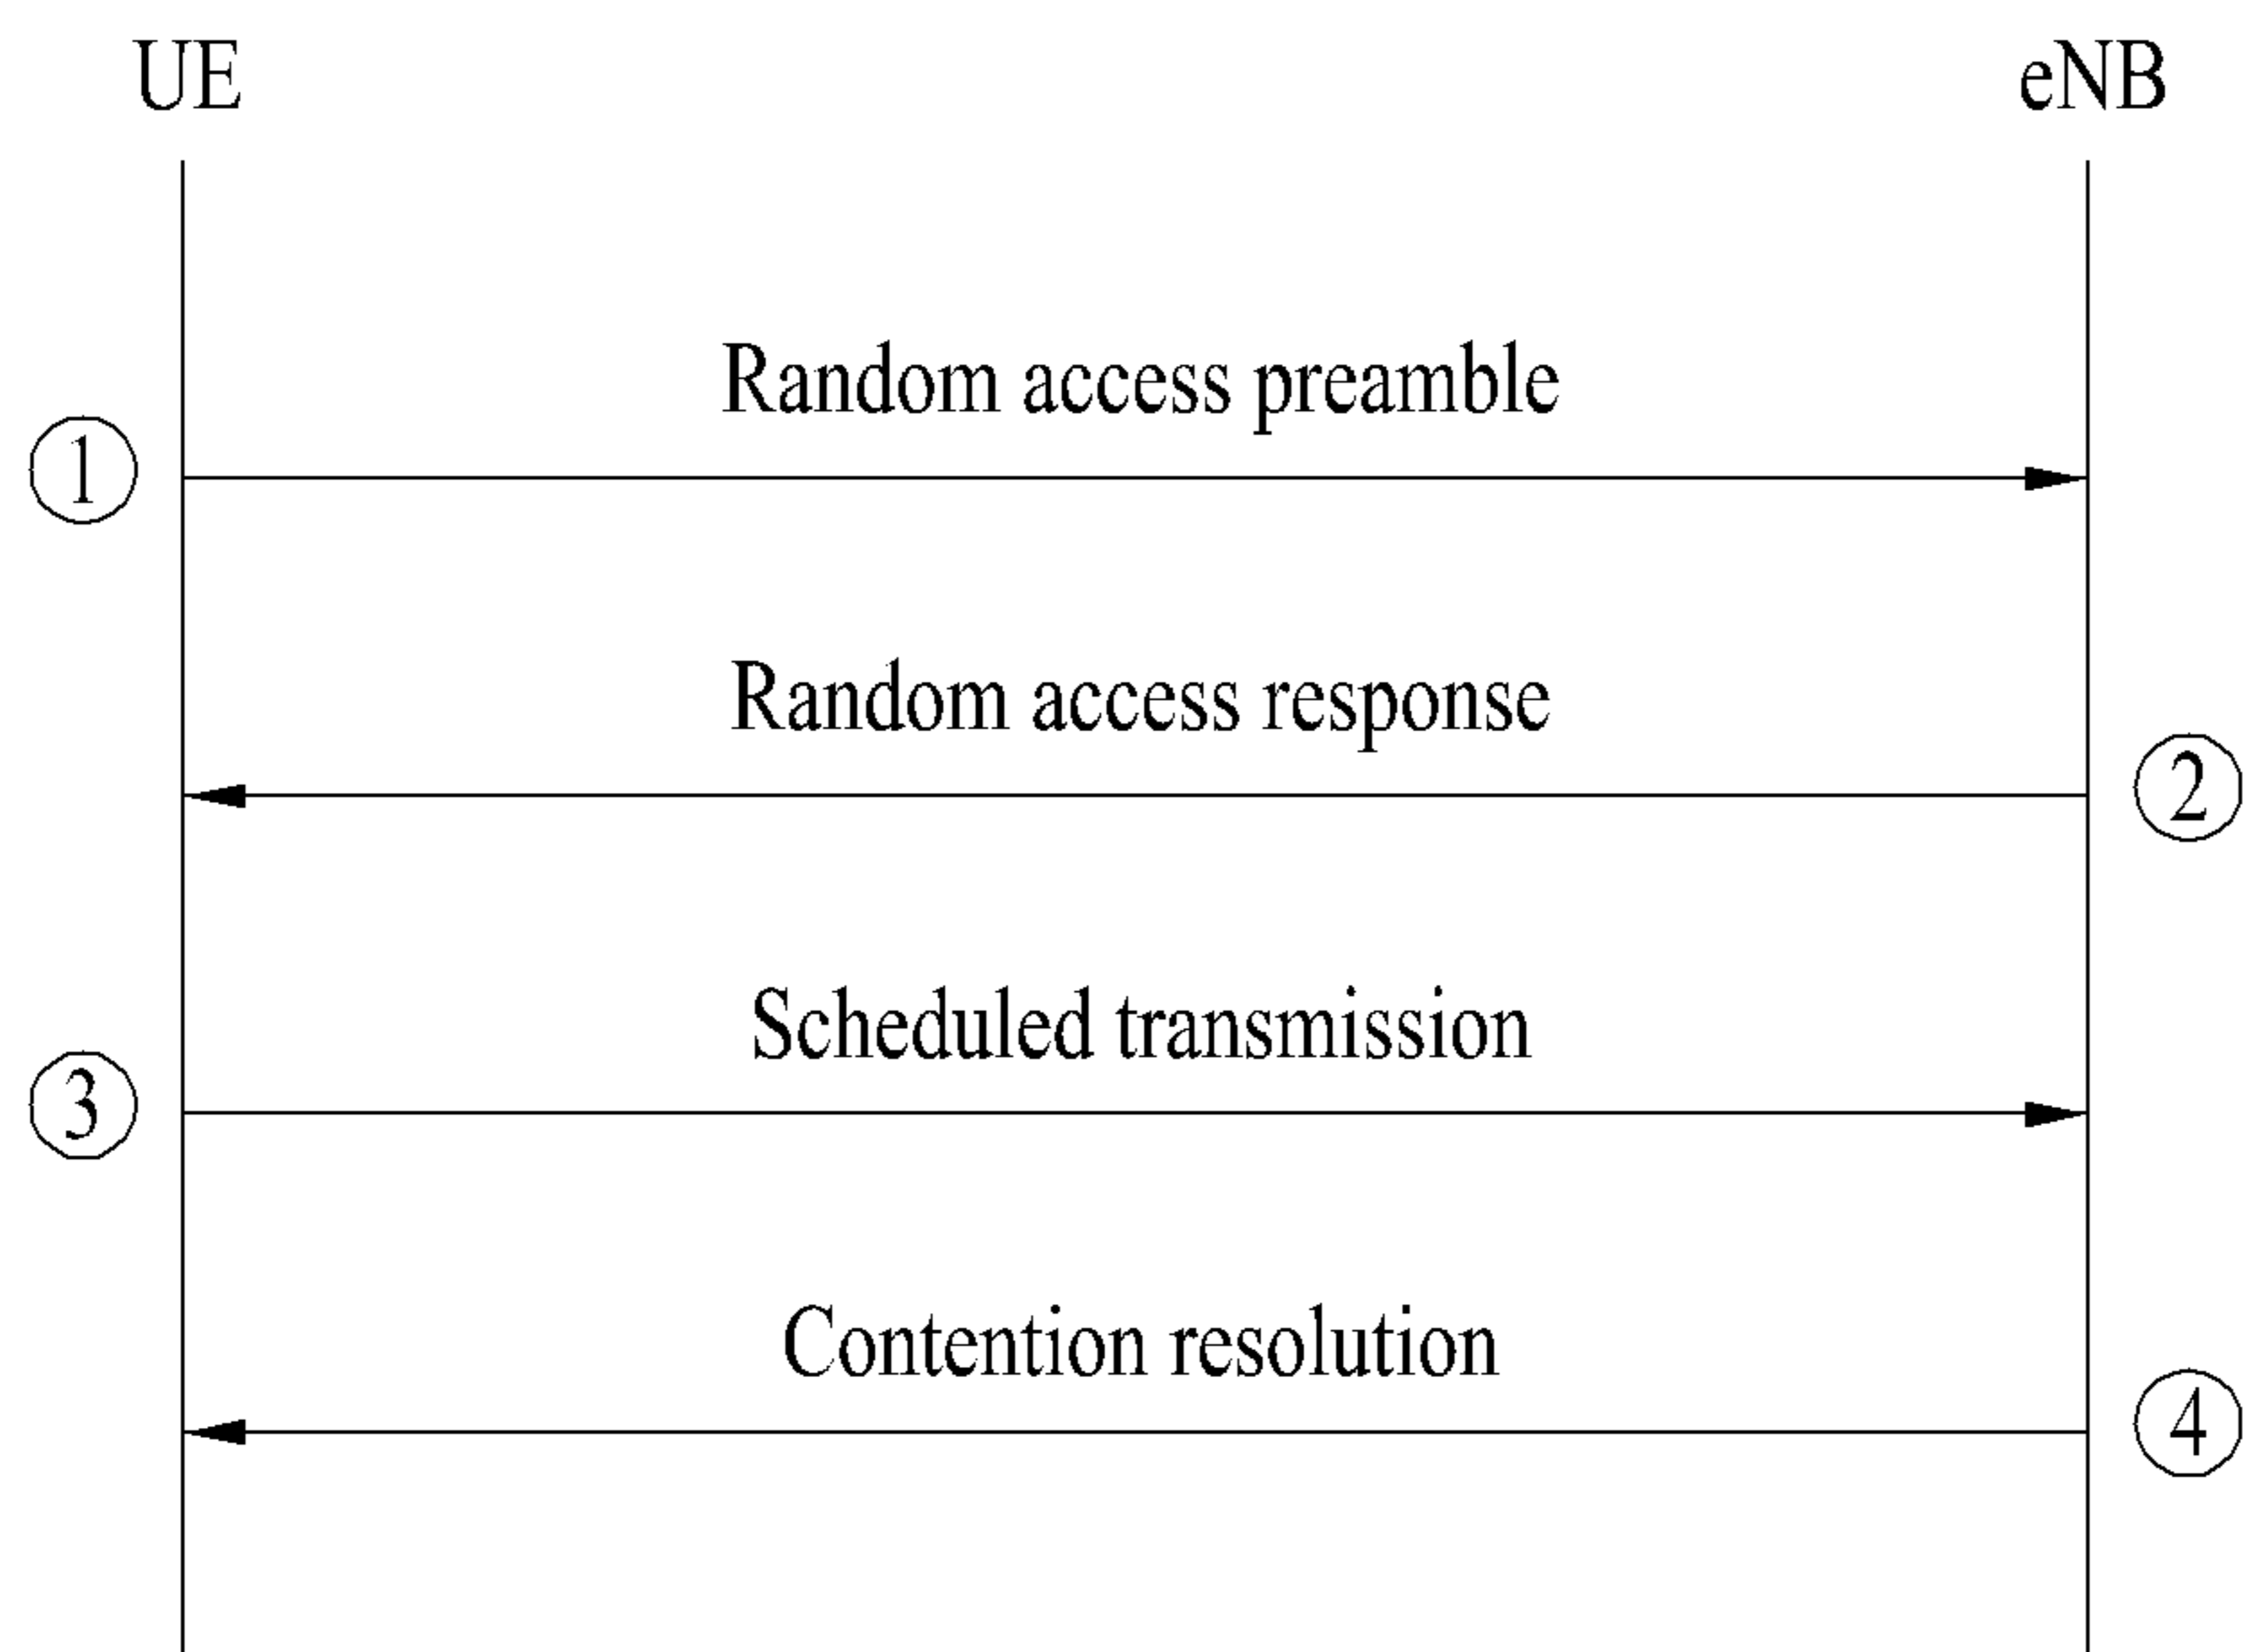 UE
eNB
Random access preamble
1
Random access response
2
Scheduled transmission
3
Contention resolution
4